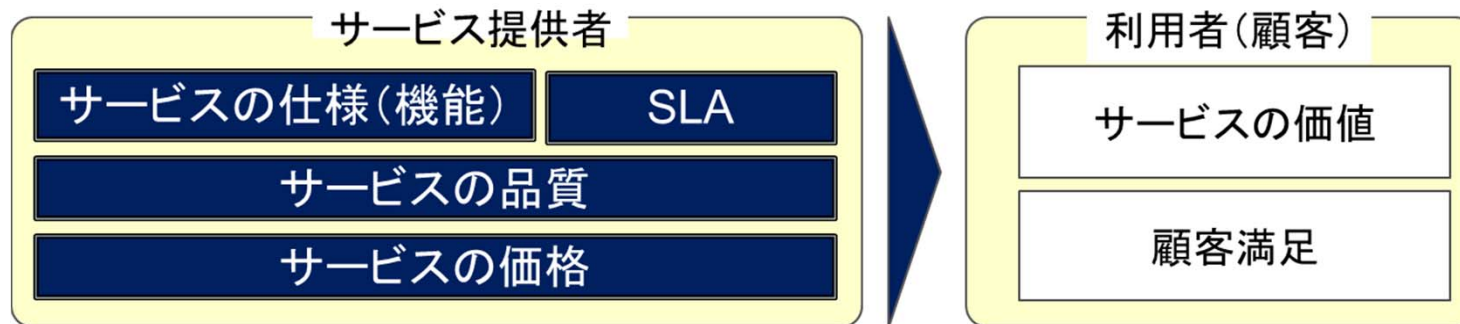 サービス提供者
サービスの仕様（機能）
SLA
サービスの品質
サービスの価格
利用者（顧客）
サービスの価値
顧客満足